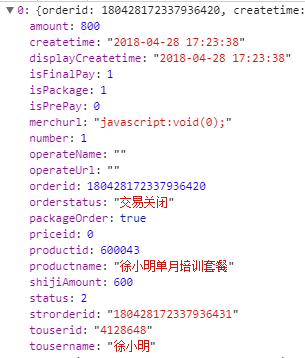 ▼ 0: {orderid: 180428172337936420, createtime:
amount: 800
createtime: "2018-04-28 17:23:38"
displayCreatetime: "2018-04-28 17:23:38"
isFinalPay: 1
isPackage: 1
isPrePay: 0
merchurl: "javascript:void(0);"
number: 1
operateName: ""
operateUrl: ""
orderid: 180428172337936420
orderstatus: "交易关闭"
packageOrder: true
priceid: 0
productid: 600043
productname: "徐小明单月培训套餐"
shijiAmount: 600
status: 2
strorderid: "180428172337936431"
touserid: "4128648"
tousername: "徐小明"